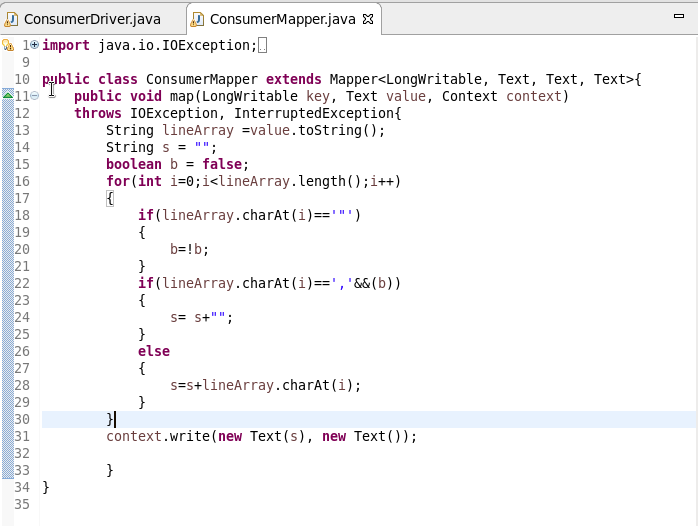 ConsumerDriver.java ConsumerMapper.java
1 import java.io.IOException;
9
10 public class ConsumerMapper extends Mapper<LongWritable, Text, Text, Text>{
11 public void map(LongWritable key, Text value, Context context)
12 throws IOException, InterruptedException{
13 String lineArray =value.toString();
14 String s = "";
15 boolean b = false;
16 for(int i=0;i<lineArray.length();i++)
17 {
18 if(lineArray.charAt(i)=='"')
19 {
20 b=!b;
21 }
22 if(lineArray.charAt(i)==','&&(b))
23 {
24 s= s+"";
25 }
26 else
27 {
28 s=s+lineArray.charAt(i);
29 }
30 }
31 context.write(new Text(s), new Text());
32
33 }
34 }
35